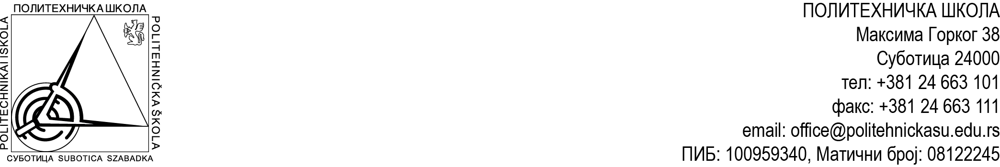 ПОЛИТЕХНИЧКА ШКОЛА
POLITECHNIKAI ISKOLA
POLITEHNIČKA ŠKOLA
СУБОТИЦА SUBOTICA SZABADKA
ПОЛИТЕХНИЧКА ШКОЛА
Максима Горког 38
Суботица 24000
тел: +381 24 663 101
факс: +381 24 663 111
email: office@politehnickasu.edu.rs
ПИБ: 100959340, Матични број: 08122245